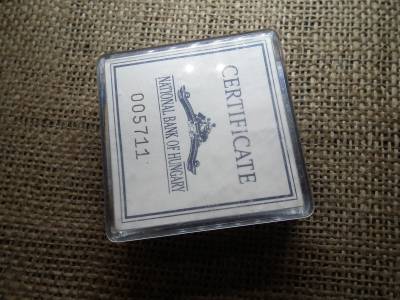 CERTIFiCATE
NATIONAL BANK OF HUNGARY
005711